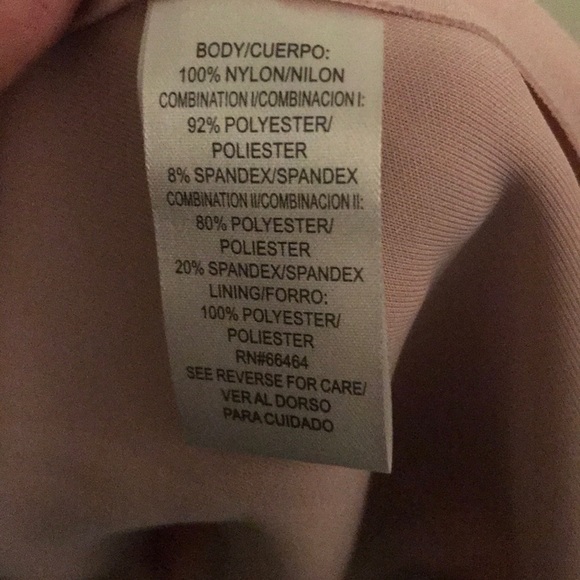 BODY/CUERPO:
100% NYLON/NILON
COMBINATION I/COMBINACION I:
92% POLYESTER/
POLIESTER
8% SPANDEX/SPANDEX
COMBINATION II/COMBINACION II:
80% POLYESTER/
POLIESTER
20% SPANDEX/SPANDEX
LINING/FORRO:
100% POLYESTER/
POLIESTER
RN#66464
SEE REVERSE FOR CARE/
VER AL DORSO
PARA CUIDADO